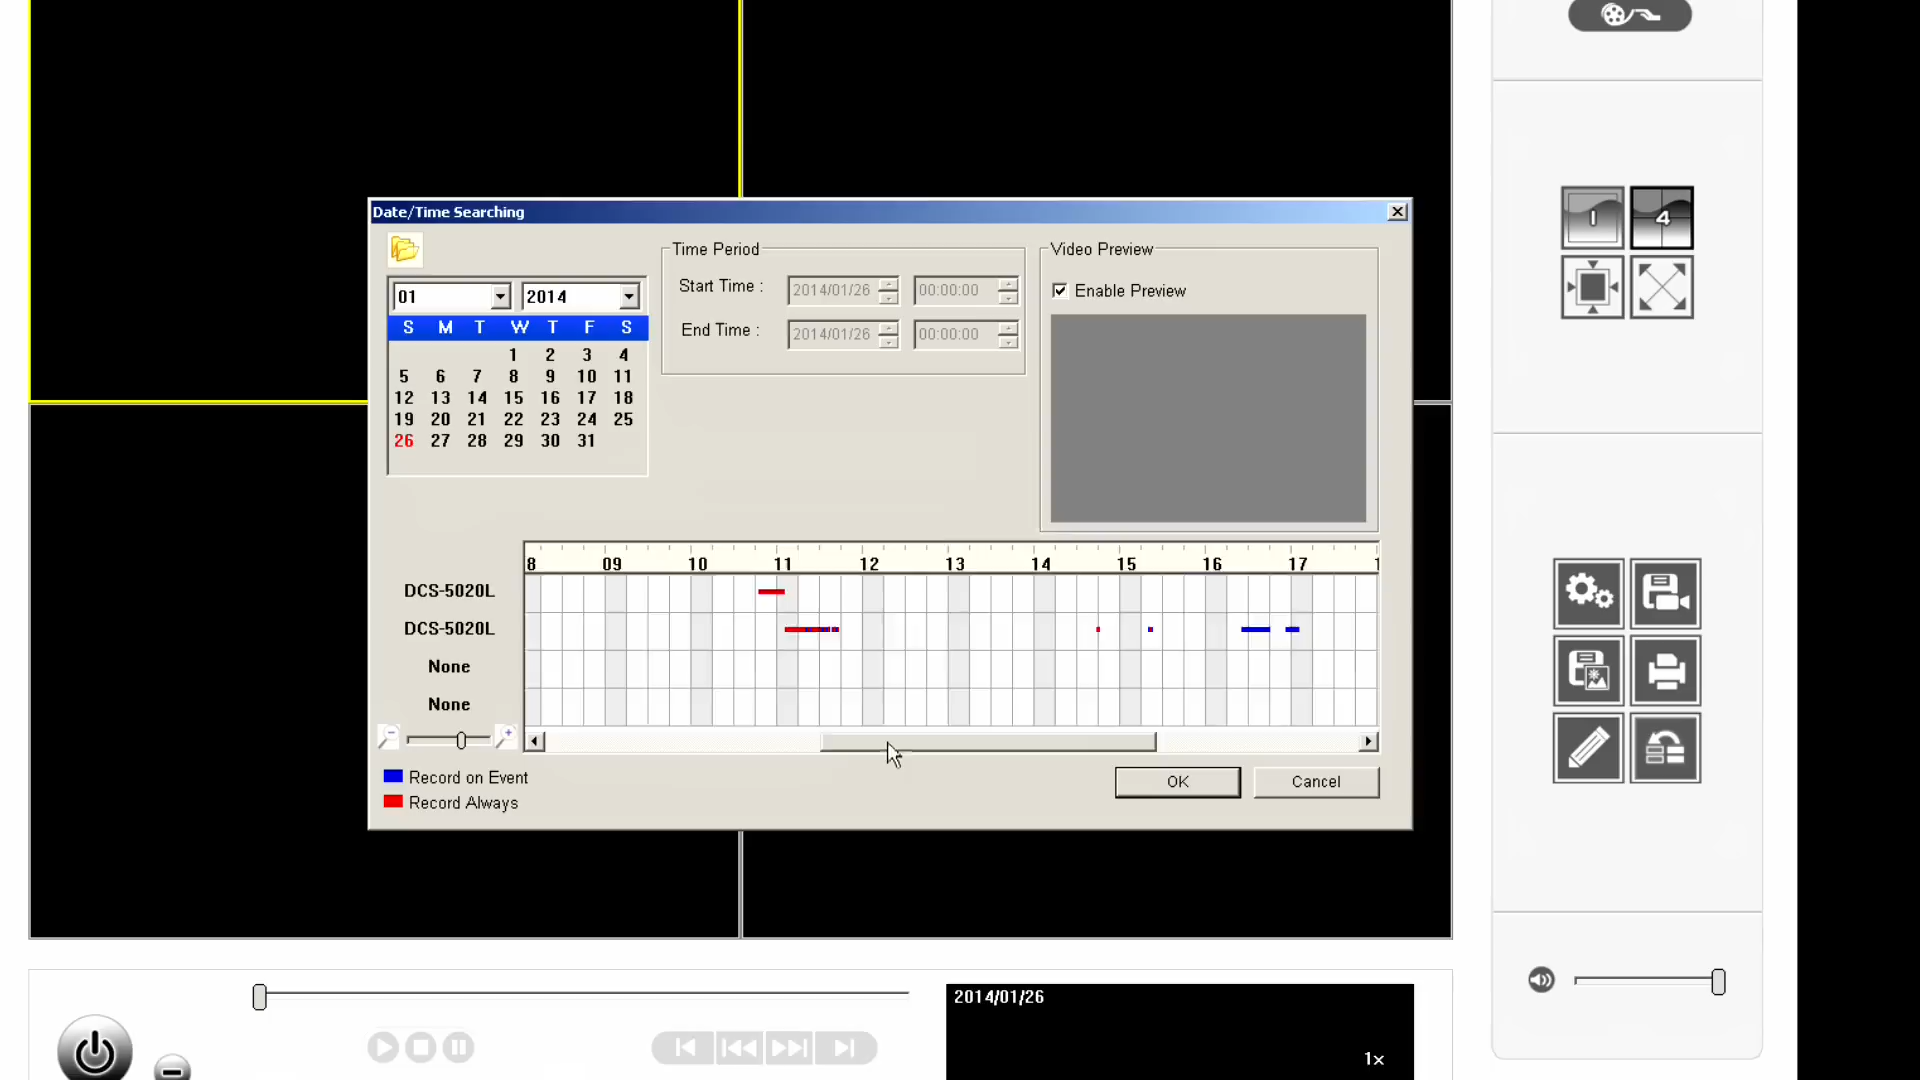 Date/Time Searching
01 2014
S M T W T F S
1 2 3 4
5 6 7 8 9 10 11
12 13 14 15 16 17 18
19 20 21 22 23 24 25
26 27 28 29 30 31
Time Period
Start Time : 2014/01/26 00:00:00
End Time : 2014/01/26 00:00:00
Video Preview
Enable Preview
8 09 10 11 12 13 14 15 16 17 1
DCS-5020L
DCS-5020L
None
None
Record on Event
Record Always
OK Cancel
1 4
2014/01/26
1x